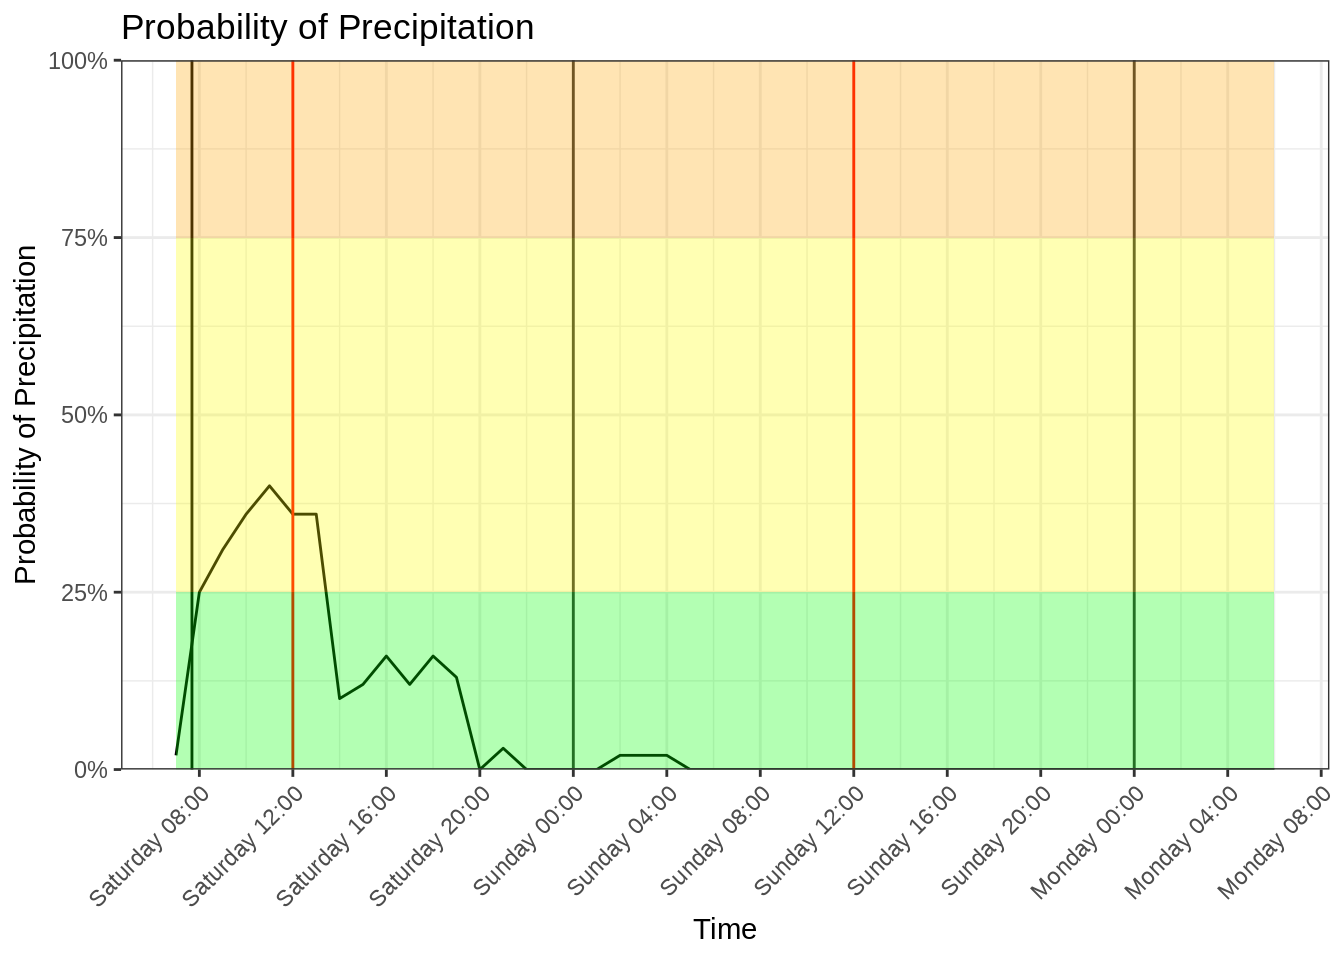 Probability of Precipitation
100%
75%
50%
25%
0%
Probability of Precipitation
Saturday 08:00
Saturday 12:00
Saturday 16:00
Saturday 20:00
Sunday 00:00
Sunday 04:00
Sunday 08:00
Sunday 12:00
Sunday 16:00
Sunday 20:00
Monday 00:00
Monday 04:00
Monday 08:00
Time